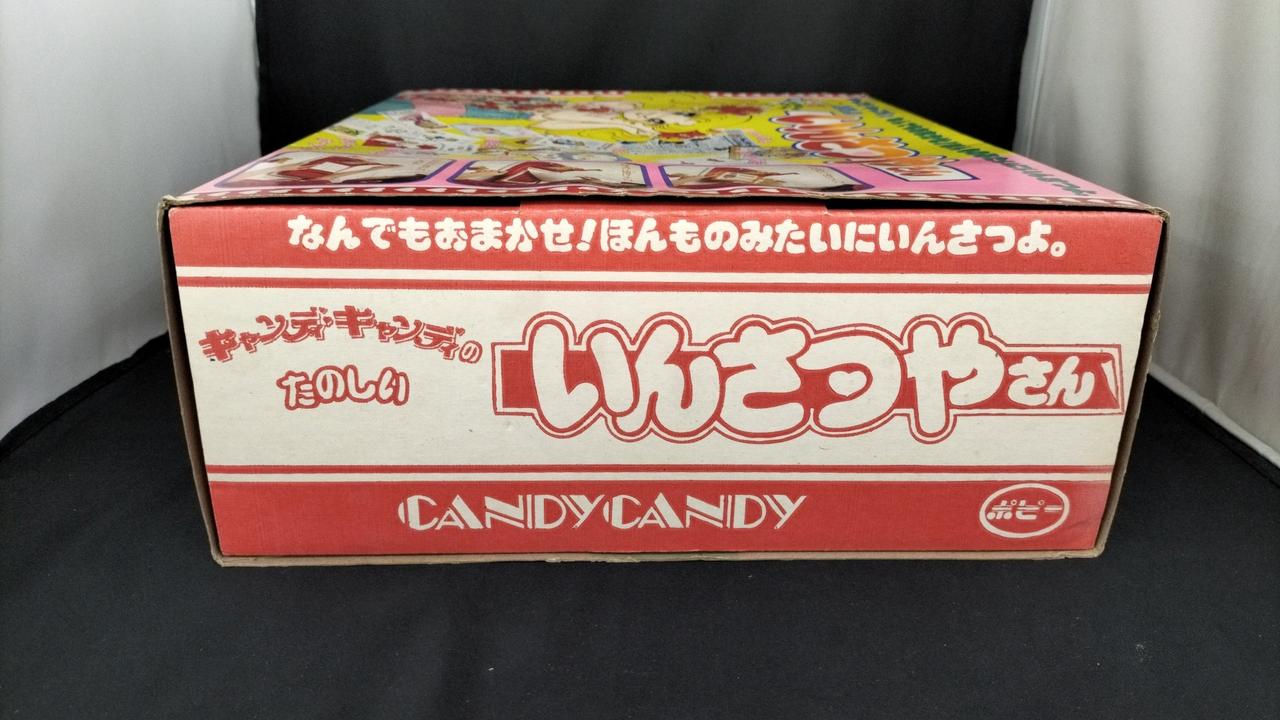 なんでもおまかせ!ほんものみたいにいんさつよ。
キャンディ・キャンディの
たのしい
いんさつやさん
CANDY CANDY
ポピー